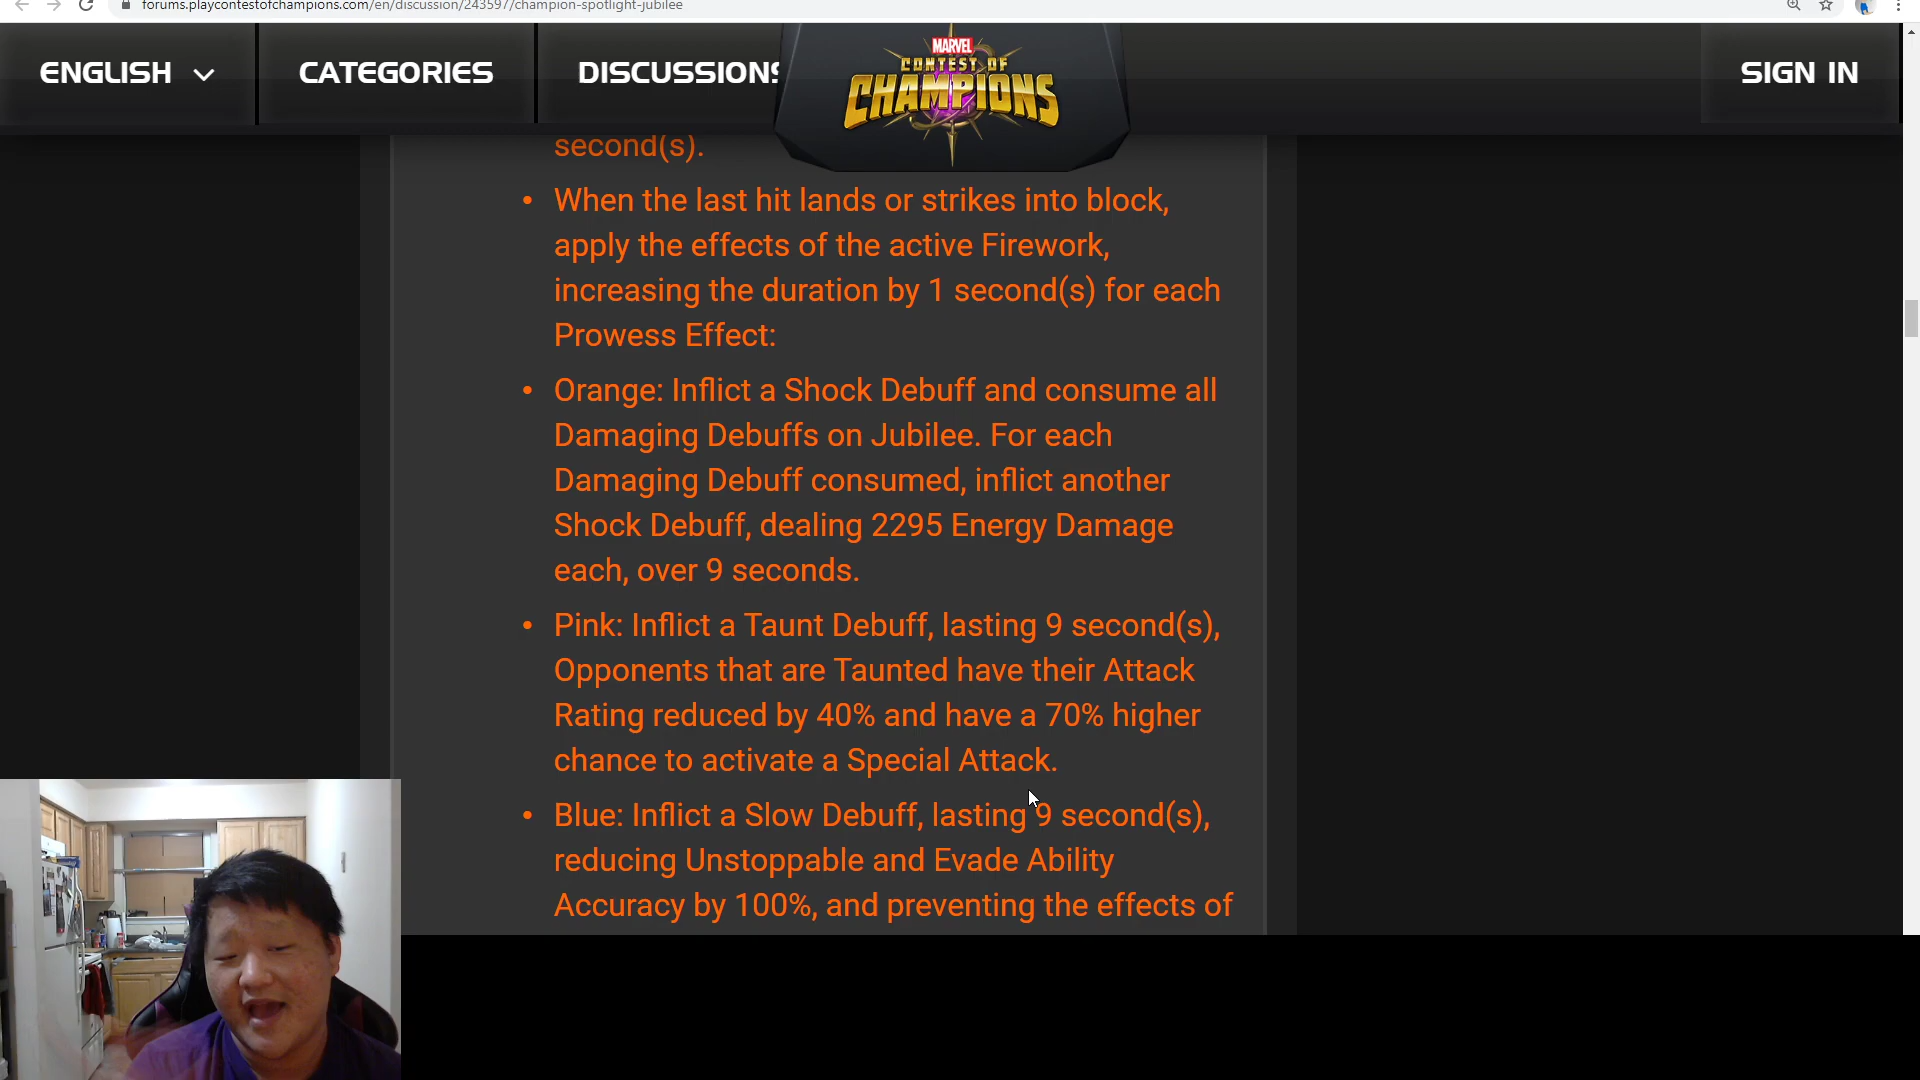 forums.playcontestofchampions.com/en/discussion/243597/champion-spotlight-jubilee
ENGLISH CATEGORIES DISCUSSIONS SIGN IN
MARVEL
CONTEST OF
CHAMPIONS
second(s).
• When the last hit lands or strikes into block,
apply the effects of the active Firework,
increasing the duration by 1 second(s) for each
Prowess Effect:
• Orange: Inflict a Shock Debuff and consume all
Damaging Debuffs on Jubilee. For each
Damaging Debuff consumed, inflict another
Shock Debuff, dealing 2295 Energy Damage
each, over 9 seconds.
• Pink: Inflict a Taunt Debuff, lasting 9 second(s),
Opponents that are Taunted have their Attack
Rating reduced by 40% and have a 70% higher
chance to activate a Special Attack.
• Blue: Inflict a Slow Debuff, lasting 9 second(s),
reducing Unstoppable and Evade Ability
Accuracy by 100%, and preventing the effects of